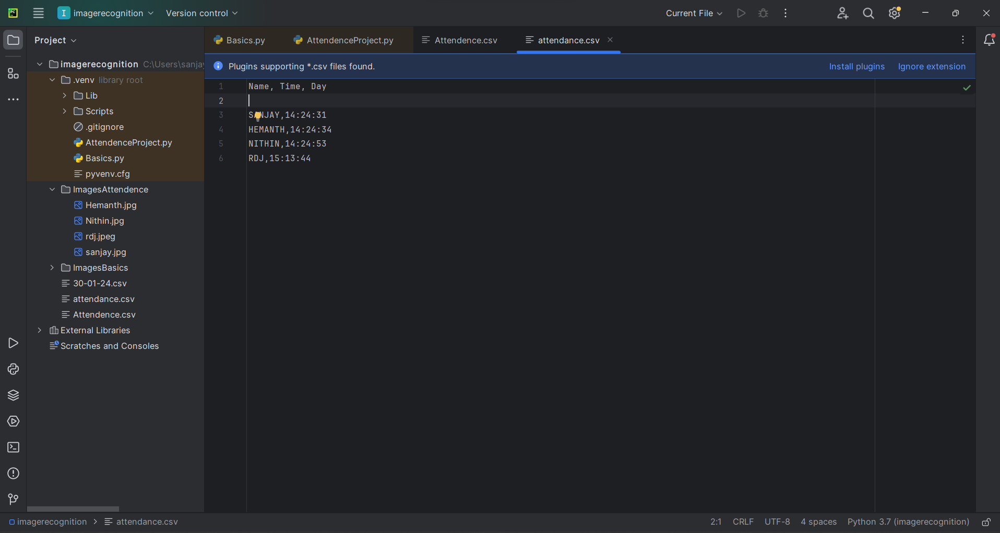 PC
I imagerecognition
Version control
Current File
Project
Basics.py
AttendenceProject.py
Attendence.csv
attendance.csv
Plugins supporting *.csv files found.
Install plugins
Ignore extension
imagerecognition C:\Users\sanjay
.venv library root
Lib
Scripts
.gitignore
AttendenceProject.py
Basics.py
pyvenv.cfg
ImagesAttendence
Hemanth.jpg
Nithin.jpg
rdj.jpeg
sanjay.jpg
ImagesBasics
30-01-24.csv
attendance.csv
Attendence.csv
External Libraries
Scratches and Consoles
1 Name, Time, Day
2
3 SANJAY,14:24:31
4 HEMANTH,14:24:34
5 NITHIN,14:24:53
6 RDJ,15:13:44
imagerecognition > attendance.csv
2:1 CRLF UTF-8 4 spaces Python 3.7 (imagerecognition)